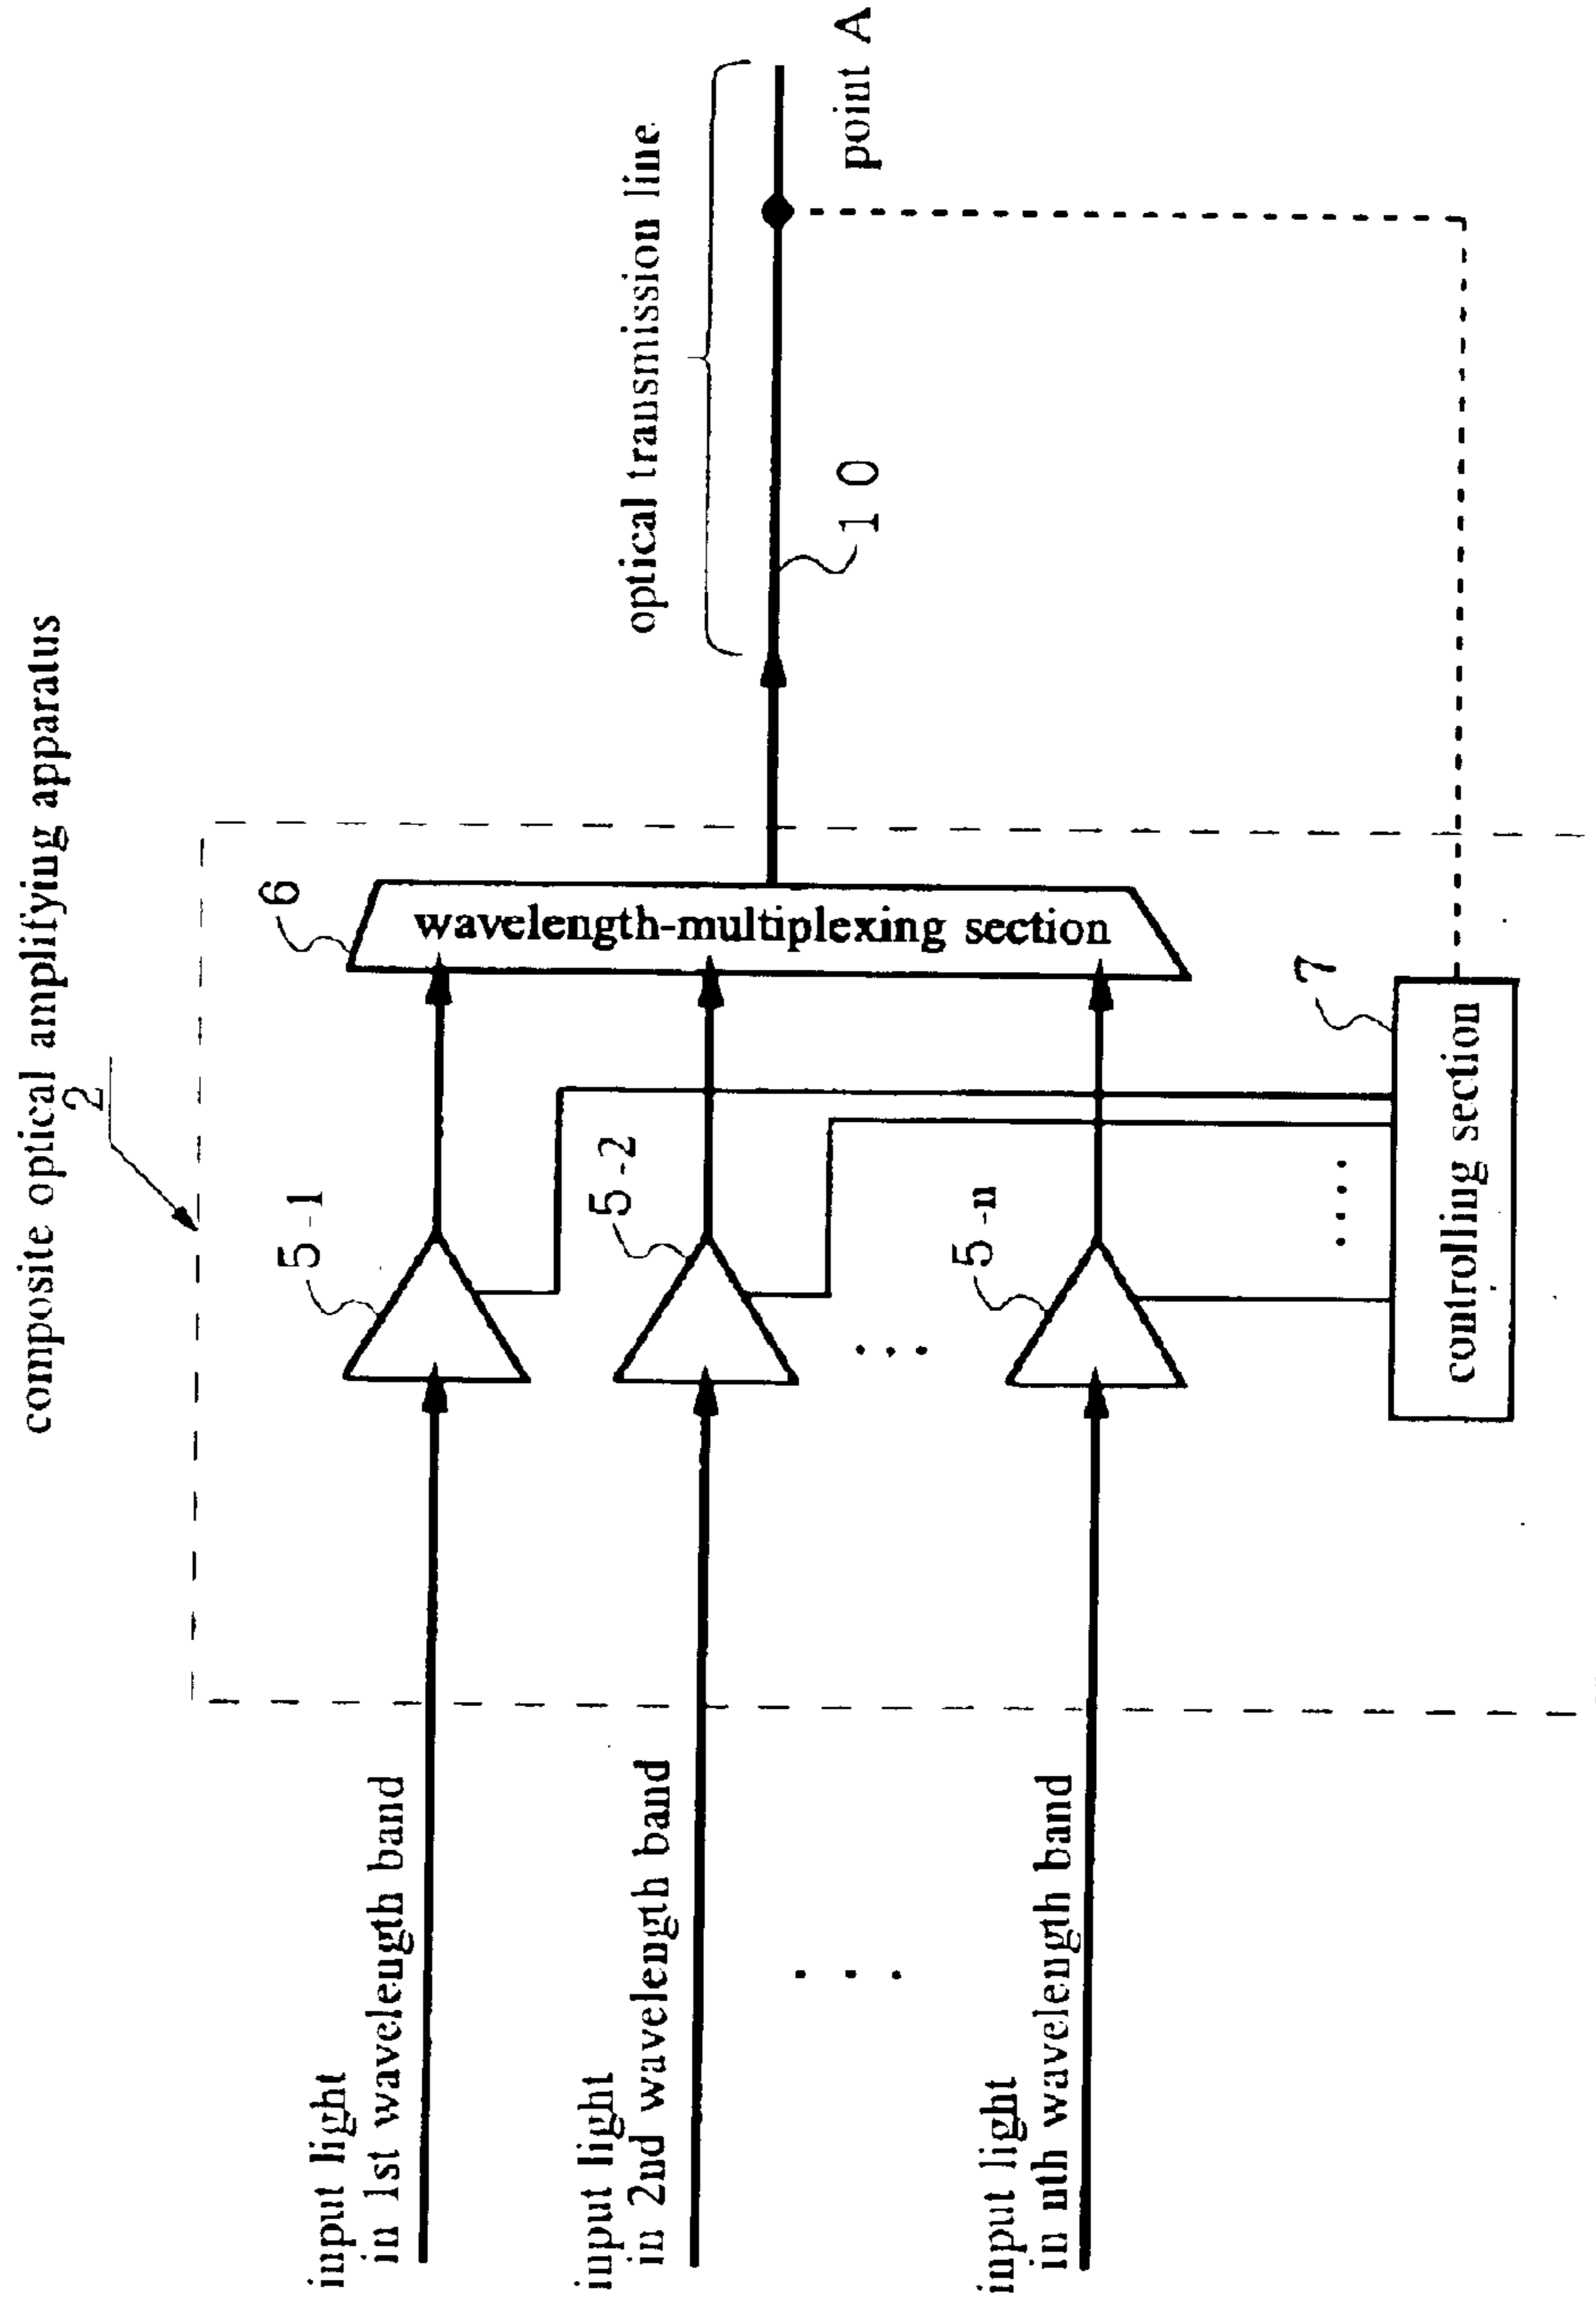 composite optical amplifying apparatus
2
6
wavelength-multiplexing section
optical transmission line
10
point A
5-1
5-2
5-n
7
controlling section
input light
in 1st wavelength band
input light
in 2nd wavelength band
input light
in nth wavelength band